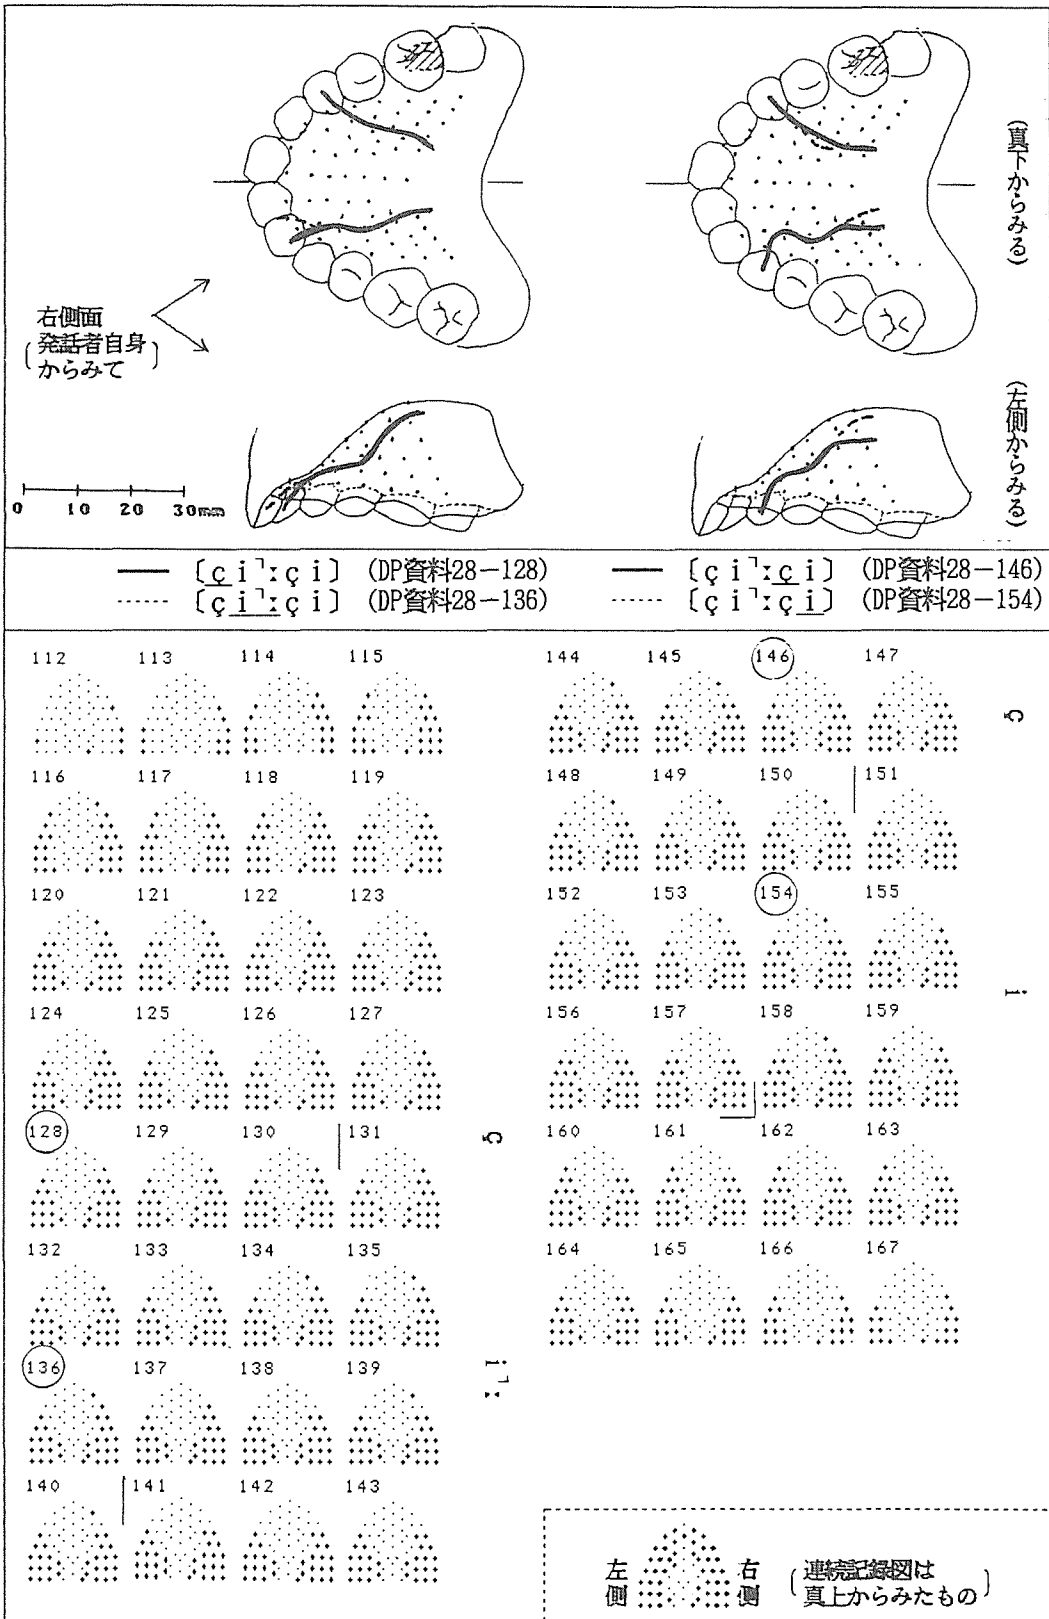 (真下からみる)
右側面
(発話者自身
からみて)
(左側からみる)
0 10 20 30mm
〔ç i ˥ː ç i〕 (DP資料28−128)
〔ç i ˥ː ç i〕 (DP資料28−136)
〔ç i ˥ː ç i〕 (DP資料28−146)
〔ç i ˥ː ç i〕 (DP資料28−154)
112 113 114 115
116 117 118 119
120 121 122 123
124 125 126 127
128 129 130 131
ç
132 133 134 135
136 137 138 139
i ˥ː
140 141 142 143
144 145 146 147
ç
148 149 150 151
152 153 154 155
i
156 157 158 159
160 161 162 163
164 165 166 167
左側
右側
(連続記録図は
真上からみたもの)